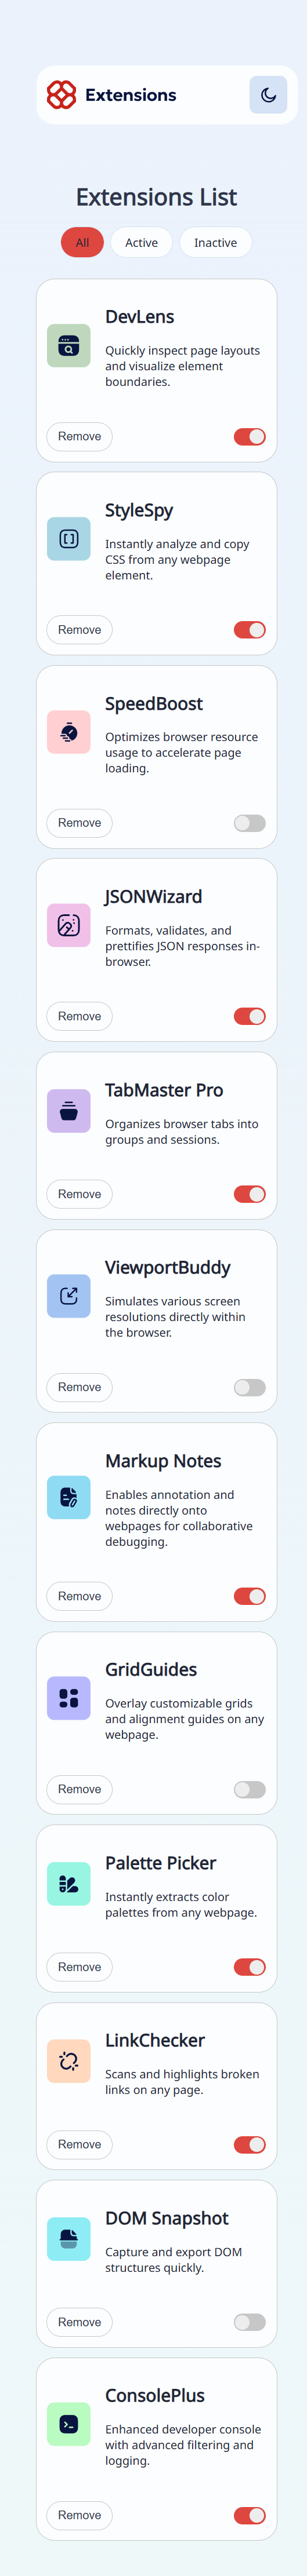 Extensions
Extensions List
All
Active
Inactive
DevLens
Quickly inspect page layouts
and visualize element
boundaries.
Remove
StyleSpy
Instantly analyze and copy
CSS from any webpage
element.
Remove
SpeedBoost
Optimizes browser resource
usage to accelerate page
loading.
Remove
JSONWizard
Formats, validates, and
prettifies JSON responses in-
browser.
Remove
TabMaster Pro
Organizes browser tabs into
groups and sessions.
Remove
ViewportBuddy
Simulates various screen
resolutions directly within
the browser.
Remove
Markup Notes
Enables annotation and
notes directly onto
webpages for collaborative
debugging.
Remove
GridGuides
Overlay customizable grids
and alignment guides on any
webpage.
Remove
Palette Picker
Instantly extracts color
palettes from any webpage.
Remove
LinkChecker
Scans and highlights broken
links on any page.
Remove
DOM Snapshot
Capture and export DOM
structures quickly.
Remove
ConsolePlus
Enhanced developer console
with advanced filtering and
logging.
Remove